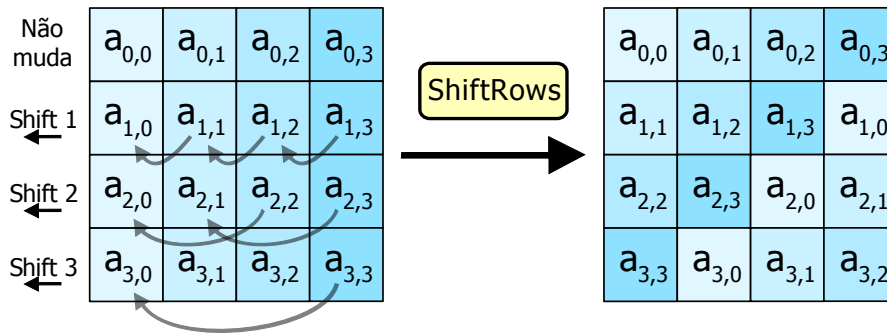 Não muda a0,0 a0,1 a0,2 a0,3
Shift 1 a1,0 a1,1 a1,2 a1,3
Shift 2 a2,0 a2,1 a2,2 a2,3
Shift 3 a3,0 a3,1 a3,2 a3,3
ShiftRows
a0,0 a0,1 a0,2 a0,3
a1,1 a1,2 a1,3 a1,0
a2,2 a2,3 a2,0 a2,1
a3,3 a3,0 a3,1 a3,2